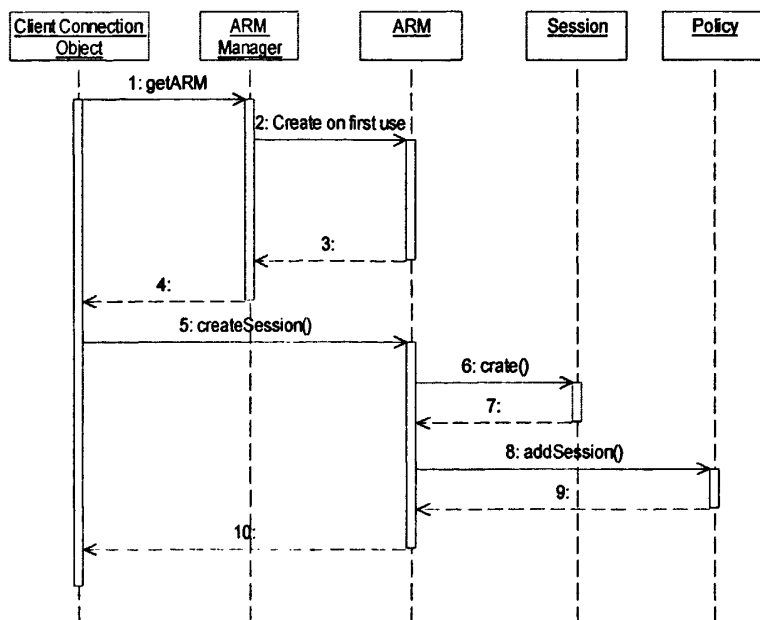 Client Connection
Object
ARM
Manager
ARM
Session
Policy
1: getARM
2: Create on first use
3:
4:
5: createSession()
6: crate()
7:
8: addSession()
9:
10: